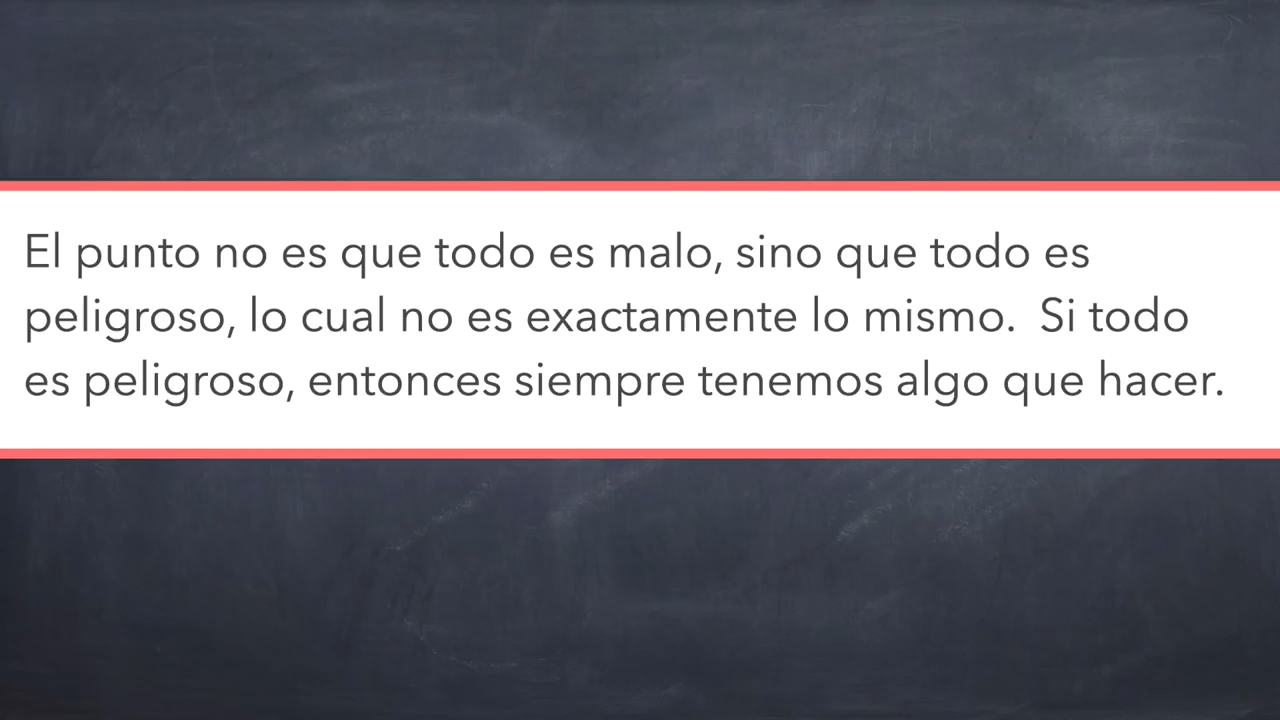 El punto no es que todo es malo, sino que todo es
peligroso, lo cual no es exactamente lo mismo.  Si todo
es peligroso, entonces siempre tenemos algo que hacer.